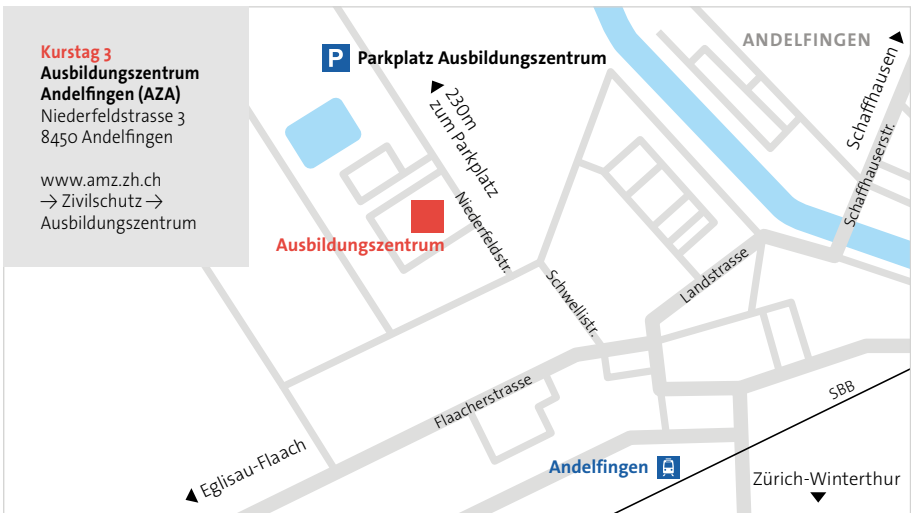 Kurstag 3
Ausbildungszentrum
Andelfingen (AZA)
Niederfeldstrasse 3
8450 Andelfingen
www.amz.zh.ch
→ Zivilschutz →
Ausbildungszentrum
P Parkplatz Ausbildungszentrum
ANDELFINGEN
Schaffhausen
Schaffhauserstr.
230m
zum Parkplatz
Niederfeldstr.
Ausbildungszentrum
Schwellistr.
Landstrasse
Flaacherstrasse
SBB
Eglisau-Flaach
Andelfingen
Zürich-Winterthur